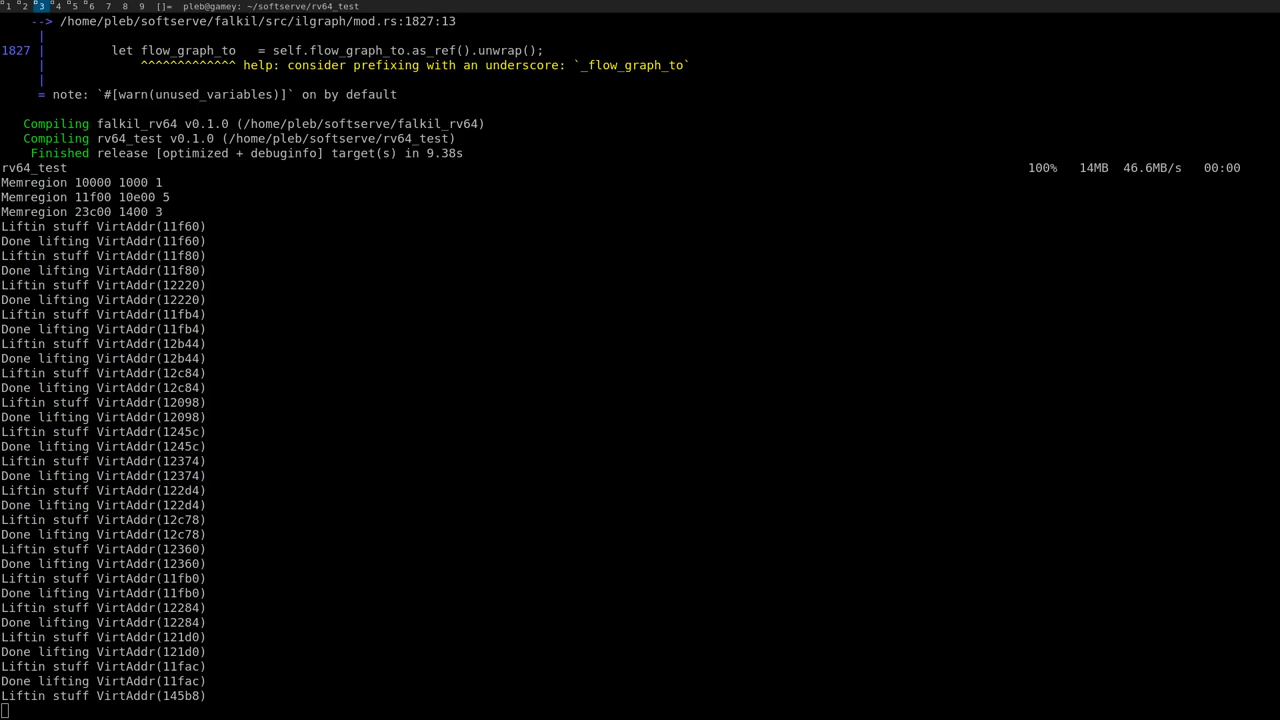 1 2 3 4 5 6 7 8 9 []= pleb@gamey: ~/softserve/rv64_test
--> /home/pleb/softserve/falkil/src/ilgraph/mod.rs:1827:13
|
1827 | let flow_graph_to = self.flow_graph_to.as_ref().unwrap();
| ^^^^^^^^^^^^^ help: consider prefixing with an underscore: `_flow_graph_to`
|
= note: `#[warn(unused_variables)]` on by default
Compiling falkil_rv64 v0.1.0 (/home/pleb/softserve/falkil_rv64)
Compiling rv64_test v0.1.0 (/home/pleb/softserve/rv64_test)
Finished release [optimized + debuginfo] target(s) in 9.38s
rv64_test 100% 14MB 46.6MB/s 00:00
Memregion 10000 1000 1
Memregion 11f00 10e00 5
Memregion 23c00 1400 3
Liftin stuff VirtAddr(11f60)
Done lifting VirtAddr(11f60)
Liftin stuff VirtAddr(11f80)
Done lifting VirtAddr(11f80)
Liftin stuff VirtAddr(12220)
Done lifting VirtAddr(12220)
Liftin stuff VirtAddr(11fb4)
Done lifting VirtAddr(11fb4)
Liftin stuff VirtAddr(12b44)
Done lifting VirtAddr(12b44)
Liftin stuff VirtAddr(12c84)
Done lifting VirtAddr(12c84)
Liftin stuff VirtAddr(12098)
Done lifting VirtAddr(12098)
Liftin stuff VirtAddr(1245c)
Done lifting VirtAddr(1245c)
Liftin stuff VirtAddr(12374)
Done lifting VirtAddr(12374)
Liftin stuff VirtAddr(122d4)
Done lifting VirtAddr(122d4)
Liftin stuff VirtAddr(12c78)
Done lifting VirtAddr(12c78)
Liftin stuff VirtAddr(12360)
Done lifting VirtAddr(12360)
Liftin stuff VirtAddr(11fb0)
Done lifting VirtAddr(11fb0)
Liftin stuff VirtAddr(12284)
Done lifting VirtAddr(12284)
Liftin stuff VirtAddr(121d0)
Done lifting VirtAddr(121d0)
Liftin stuff VirtAddr(11fac)
Done lifting VirtAddr(11fac)
Liftin stuff VirtAddr(145b8)